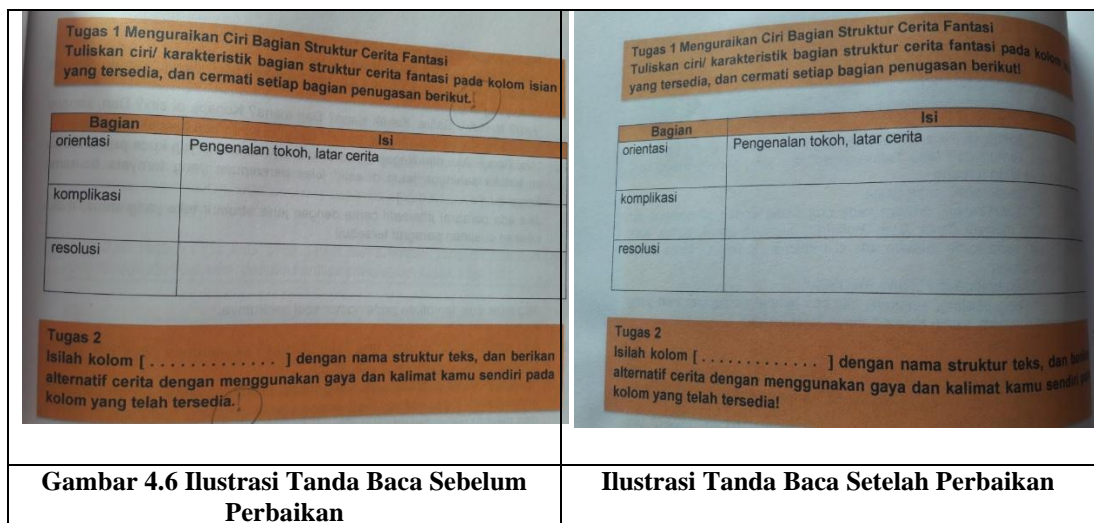 Tugas 1 Menguraikan Ciri Bagian Struktur Cerita Fantasi
Tuliskan ciri/ karakteristik bagian struktur cerita fantasi pada kolom isian
yang tersedia, dan cermati setiap bagian penugasan berikut.!
Bagian
Isi
orientasi
Pengenalan tokoh, latar cerita
komplikasi
resolusi
Tugas 2
Isilah kolom [ . . . . . . . . . . . . . ] dengan nama struktur teks, dan berikan
alternatif cerita dengan menggunakan gaya dan kalimat kamu sendiri pada
kolom yang telah tersedia.!
Tugas 1 Menguraikan Ciri Bagian Struktur Cerita Fantasi
Tuliskan ciri/ karakteristik bagian struktur cerita fantasi pada kolom
yang tersedia, dan cermati setiap bagian penugasan berikut!
Bagian
Isi
orientasi
Pengenalan tokoh, latar cerita
komplikasi
resolusi
Tugas 2
Isilah kolom [ . . . . . . . . . . . . . ] dengan nama struktur teks, dan
alternatif cerita dengan menggunakan gaya dan kalimat kamu sendiri
kolom yang telah tersedia!
Gambar 4.6 Ilustrasi Tanda Baca Sebelum
Perbaikan
Ilustrasi Tanda Baca Setelah Perbaikan